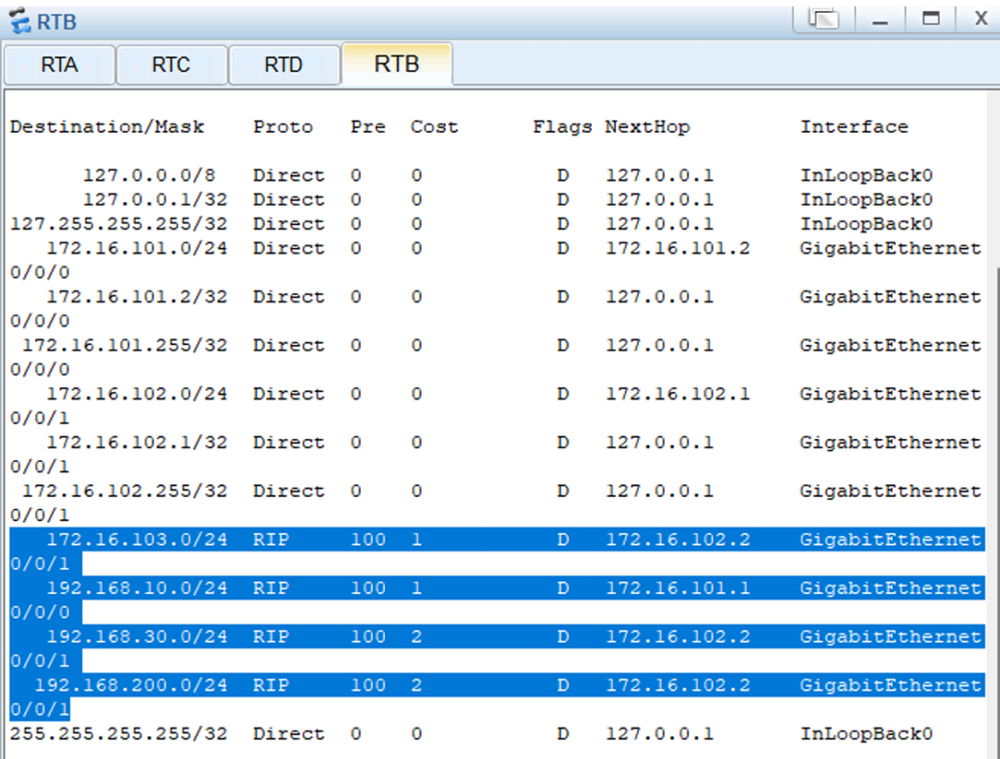 RTB
X
RTA RTC RTD RTB
Destination/Mask Proto Pre Cost Flags NextHop Interface
127.0.0.0/8 Direct 0 0 D 127.0.0.1 InLoopBack0
127.0.0.1/32 Direct 0 0 D 127.0.0.1 InLoopBack0
127.255.255.255/32 Direct 0 0 D 127.0.0.1 InLoopBack0
172.16.101.0/24 Direct 0 0 D 172.16.101.2 GigabitEthernet
0/0/0
172.16.101.2/32 Direct 0 0 D 127.0.0.1 GigabitEthernet
0/0/0
172.16.101.255/32 Direct 0 0 D 127.0.0.1 GigabitEthernet
0/0/0
172.16.102.0/24 Direct 0 0 D 172.16.102.1 GigabitEthernet
0/0/1
172.16.102.1/32 Direct 0 0 D 127.0.0.1 GigabitEthernet
0/0/1
172.16.102.255/32 Direct 0 0 D 127.0.0.1 GigabitEthernet
0/0/1
172.16.103.0/24 RIP 100 1 D 172.16.102.2 GigabitEthernet
0/0/1
192.168.10.0/24 RIP 100 1 D 172.16.101.1 GigabitEthernet
0/0/0
192.168.30.0/24 RIP 100 2 D 172.16.102.2 GigabitEthernet
0/0/1
192.168.200.0/24 RIP 100 2 D 172.16.102.2 GigabitEthernet
0/0/1
255.255.255.255/32 Direct 0 0 D 127.0.0.1 InLoopBack0